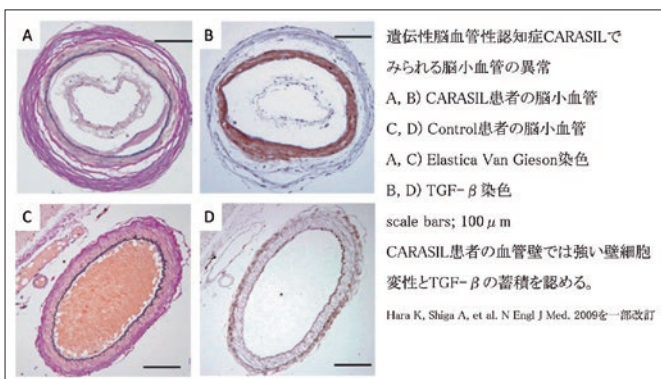 A
B
C
D
遺伝性脳血管性認知症CARASILで
みられる脳小血管の異常
A, B) CARASIL患者の脳小血管
C, D) Control患者の脳小血管
A, C) Elastica Van Gieson染色
B, D) TGF-β染色
scale bars; 100μm
CARASIL患者の血管壁では強い壁細胞
変性とTGF-βの蓄積を認める。
Hara K, Shiga A, et al. N Engl J Med. 2009を一部改訂